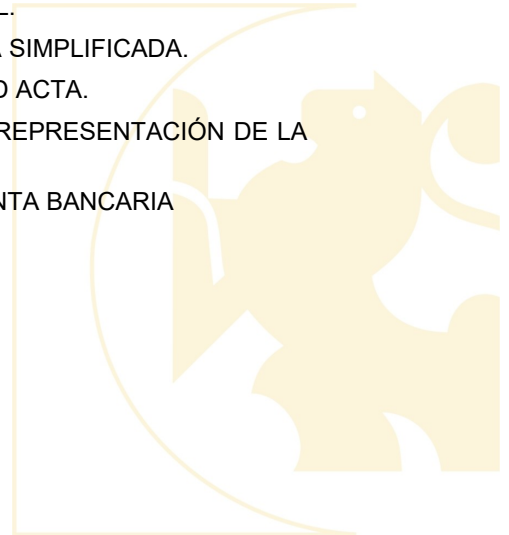 L.
A SIMPLIFICADA.
O ACTA.
REPRESENTACIÓN DE LA
NTA BANCARIA